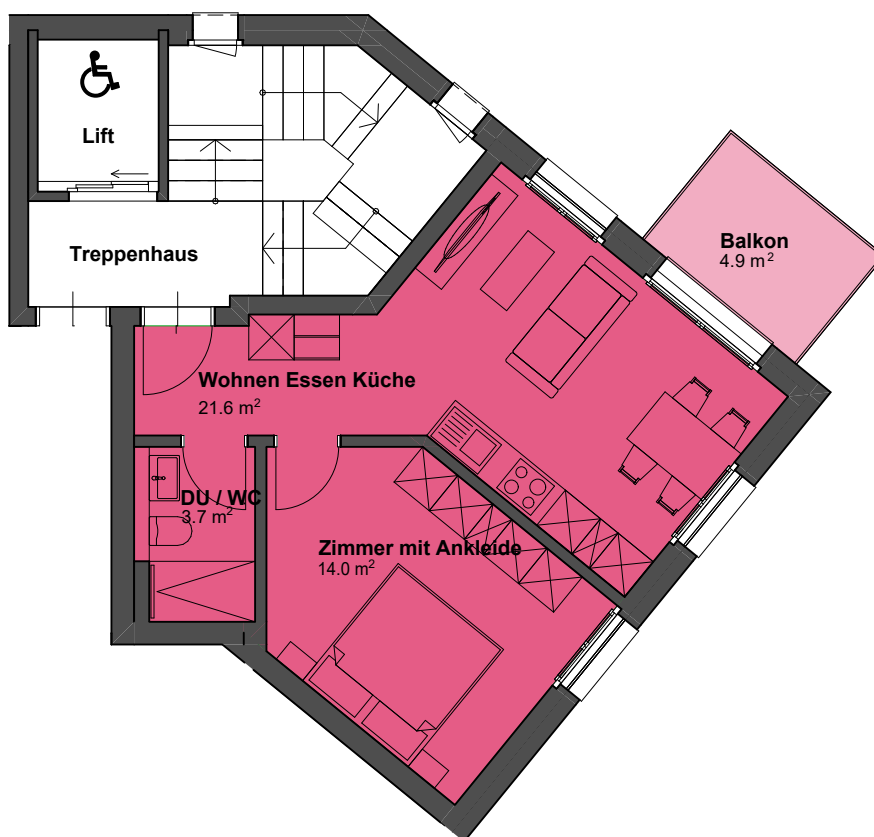 Lift
Treppenhaus
Balkon
4.9 m²
Wohnen Essen Küche
21.6 m²
DU / WC
3.7 m²
Zimmer mit Ankleide
14.0 m²